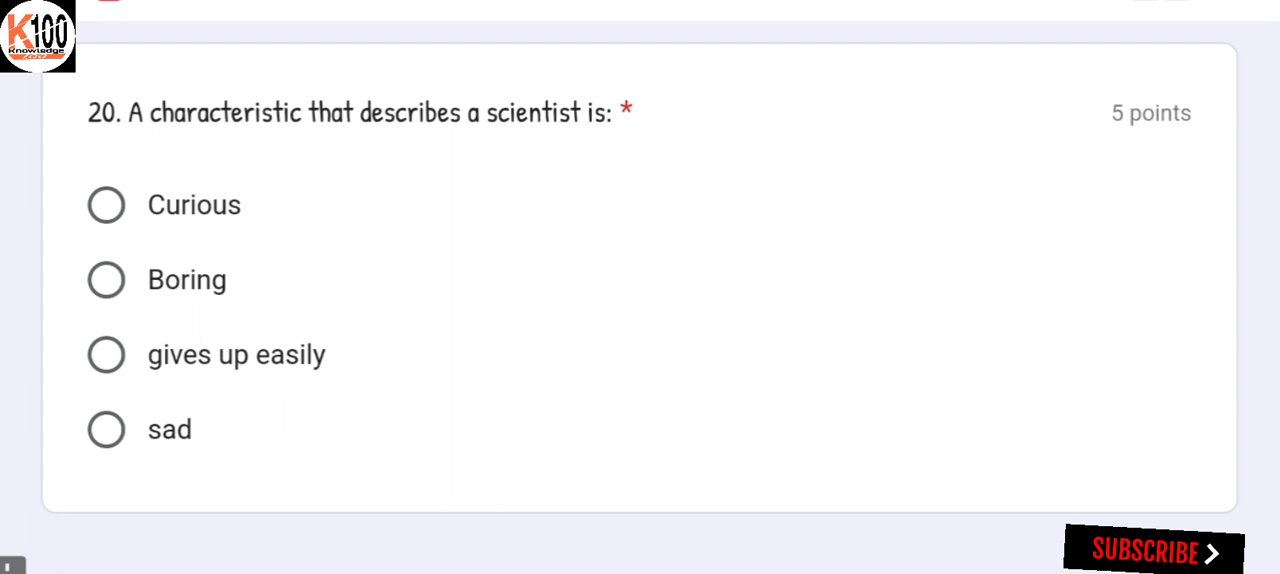 K100
Knowledge
20. A characteristic that describes a scientist is: *
5 points
Curious
Boring
gives up easily
sad
SUBSCRIBE